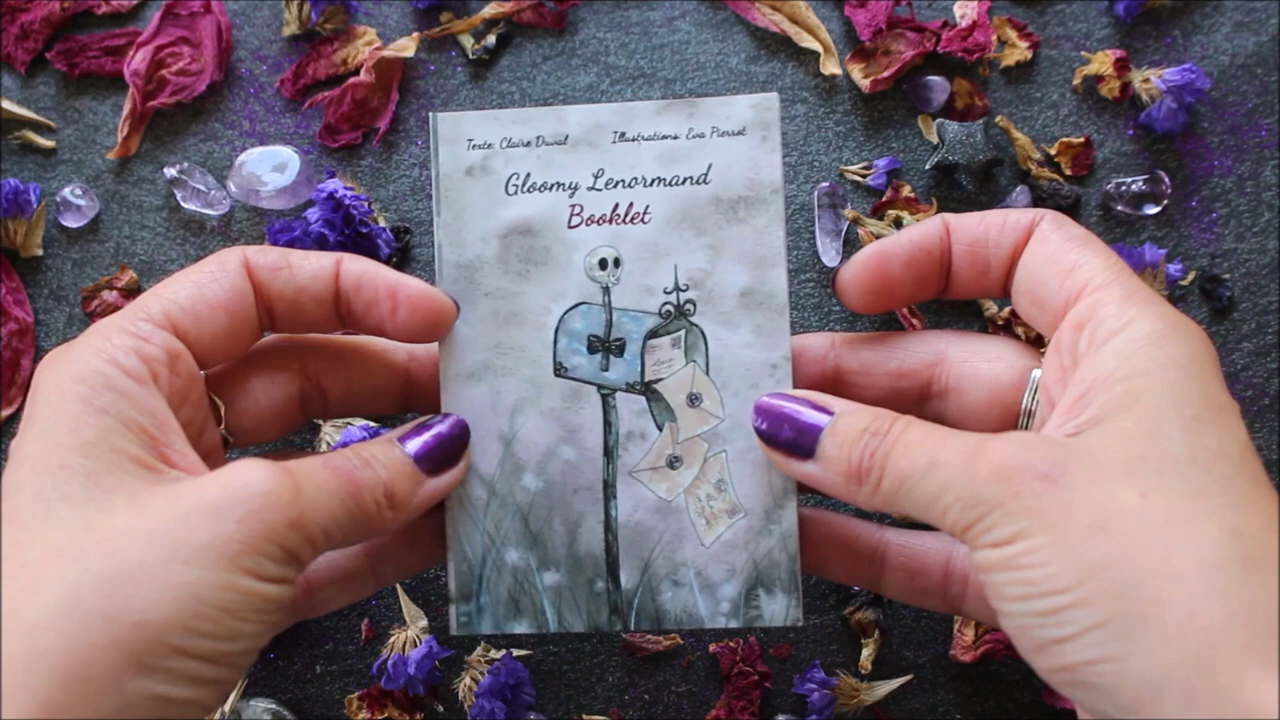 Texte: Claire Duval Illustrations: Eva Pierrot
Gloomy Lenormand
Booklet